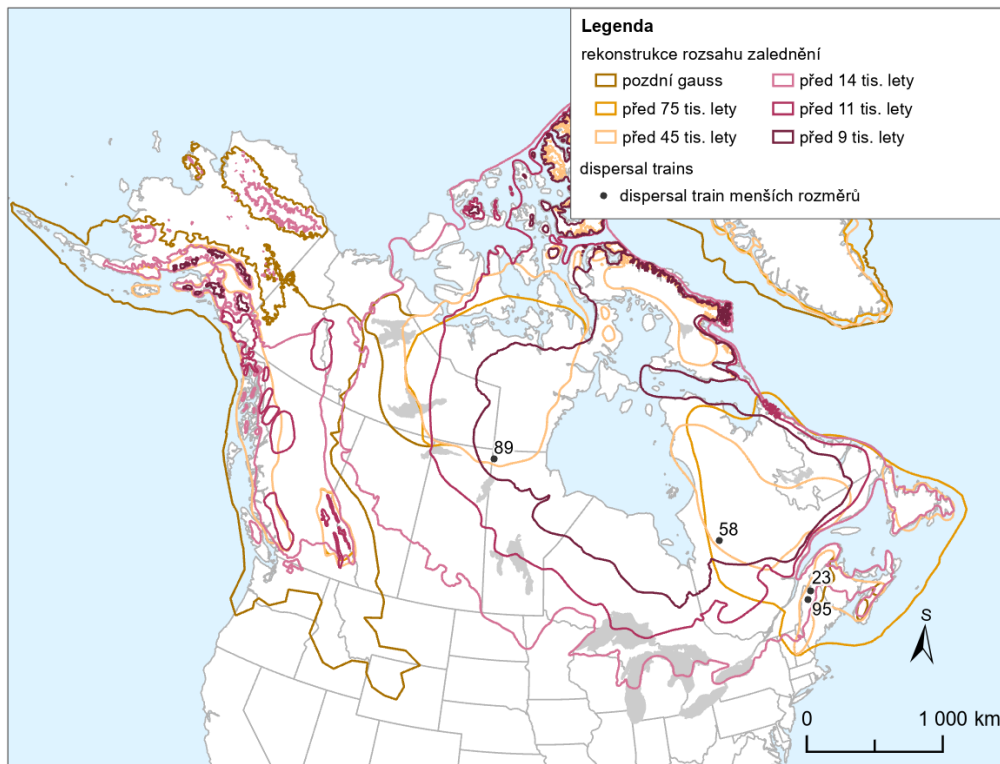 Legenda
rekonstrukce rozsahu zalednění
pozdní gauss
před 14 tis. lety
před 75 tis. lety
před 11 tis. lety
před 45 tis. lety
před 9 tis. lety
dispersal trains
dispersal train menších rozměrů
89
58
23
95
S
0 1 000 km